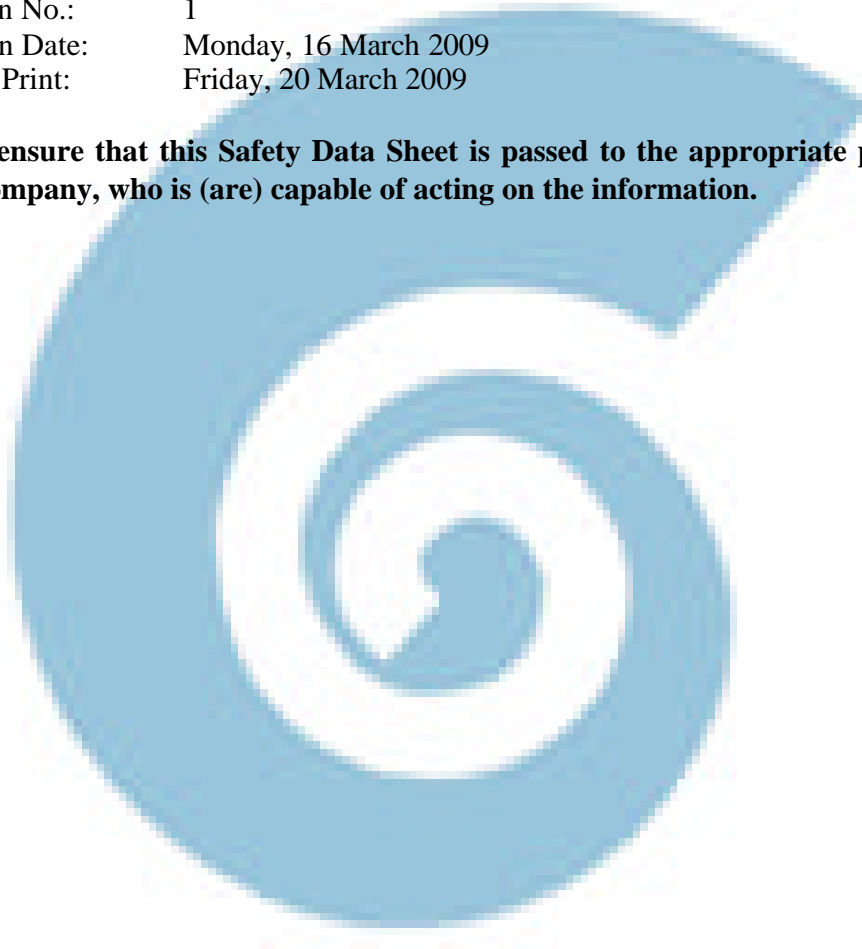 n No.: 1
n Date: Monday, 16 March 2009
Print: Friday, 20 March 2009
ensure that this Safety Data Sheet is passed to the appropriate p
ompany, who is (are) capable of acting on the information.